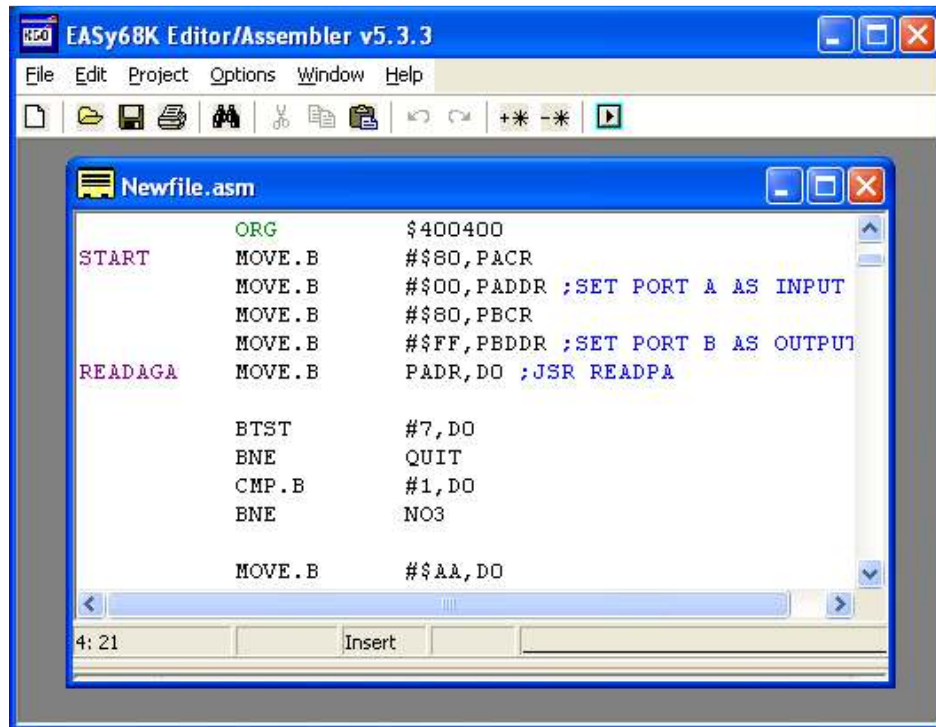 EASy68K Editor/Assembler v5.3.3
File Edit Project Options Window Help
Newfile.asm
ORG $400400
START MOVE.B #$80,PACR
MOVE.B #$00,PADDR ;SET PORT A AS INPUT
MOVE.B #$80,PBCR
MOVE.B #$FF,PBDDR ;SET PORT B AS OUTPUT
READAGA MOVE.B PADR,D0 ;JSR READPA
BTST #7,D0
BNE QUIT
CMP.B #1,D0
BNE NO3
MOVE.B #$AA,D0
4: 21 Insert